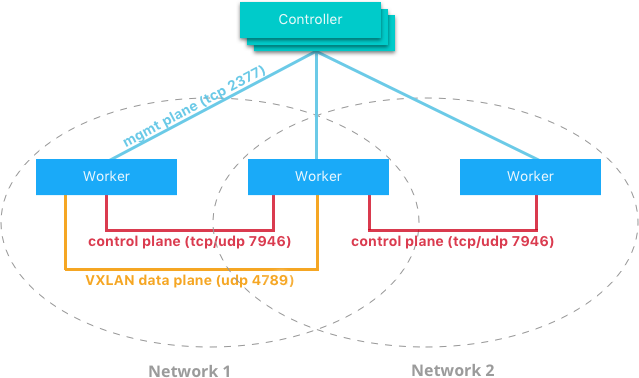 Controller
mgmt plane (tcp 2377)
Worker
Worker
Worker
control plane (tcp/udp 7946)
control plane (tcp/udp 7946)
VXLAN data plane (udp 4789)
Network 1
Network 2